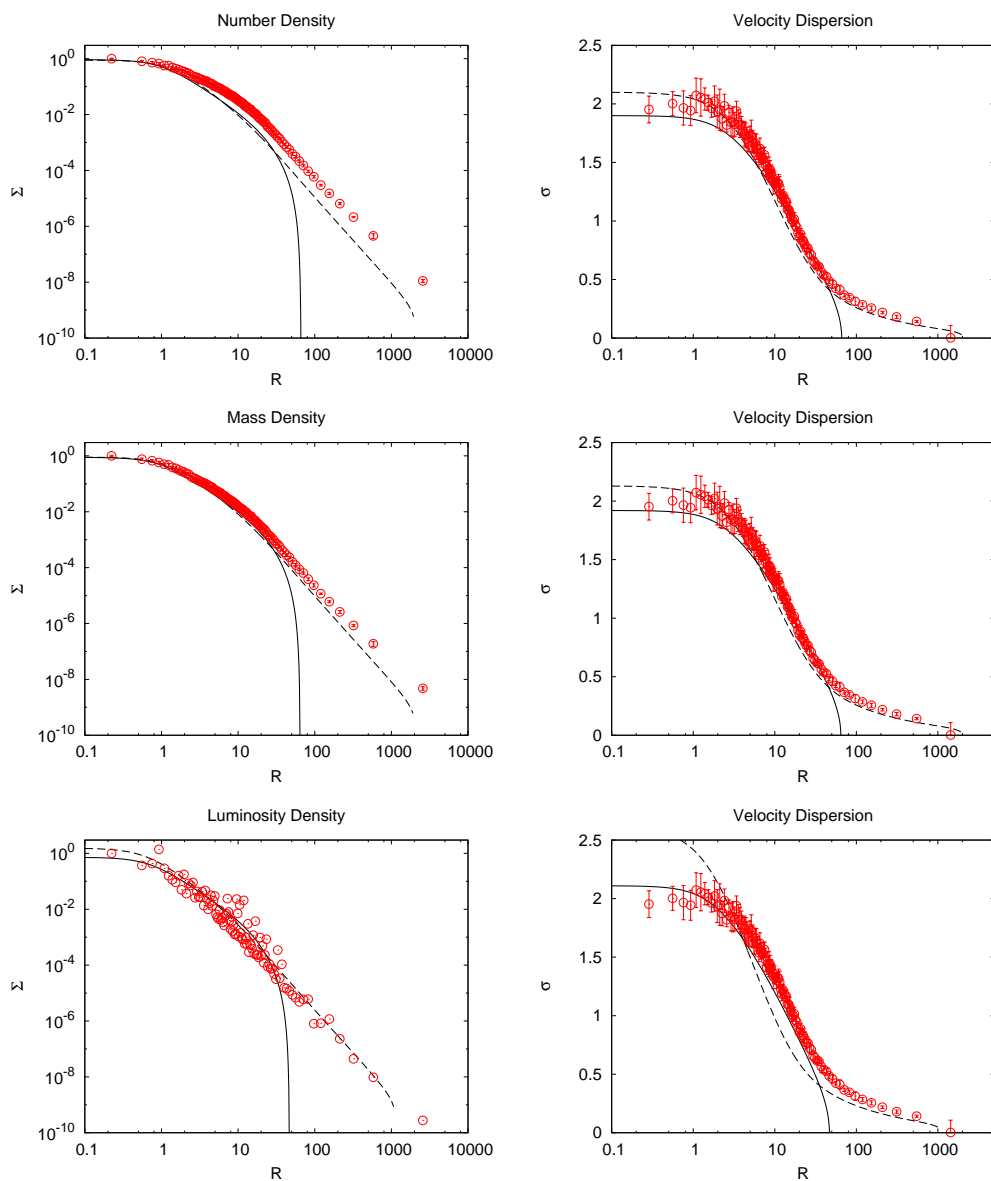 Number Density
Σ
10^0
10^-2
10^-4
10^-6
10^-8
10^-10
0.1 1 10 100 1000 10000
R
Velocity Dispersion
σ
2.5
2
1.5
1
0.5
0
0.1 1 10 100 1000
R
Mass Density
Σ
10^0
10^-2
10^-4
10^-6
10^-8
10^-10
0.1 1 10 100 1000 10000
R
Velocity Dispersion
σ
2.5
2
1.5
1
0.5
0
0.1 1 10 100 1000
R
Luminosity Density
Σ
10^0
10^-2
10^-4
10^-6
10^-8
10^-10
0.1 1 10 100 1000 10000
R
Velocity Dispersion
σ
2.5
2
1.5
1
0.5
0
0.1 1 10 100 1000
R